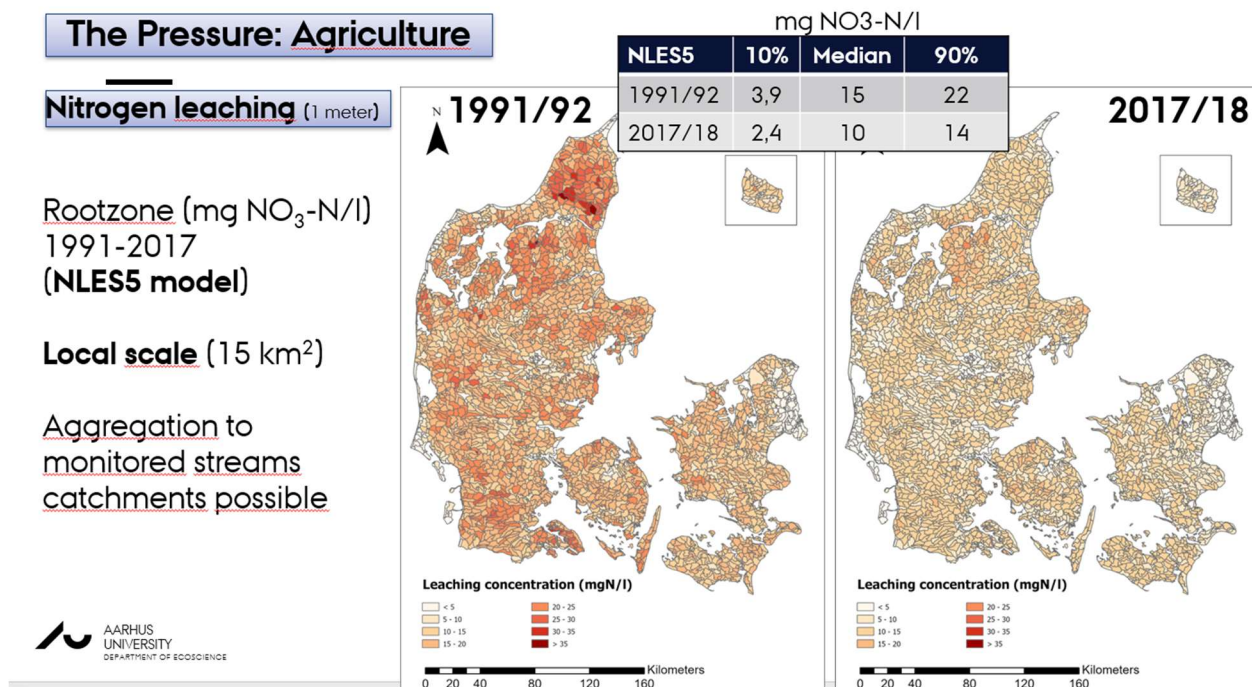 The Pressure: Agriculture
Nitrogen leaching (1 meter)
Rootzone (mg NO₃-N/l)
1991-2017
(NLES5 model)
Local scale (15 km²)
Aggregation to
monitored streams
catchments possible
AARHUS
UNIVERSITY
DEPARTMENT OF ECOSCIENCE
mg NO3-N/l
NLES5 10% Median 90%
1991/92 3,9 15 22
2017/18 2,4 10 14
N
1991/92
Leaching concentration (mgN/l)
< 5 20 - 25
5 - 10 25 - 30
10 - 15 30 - 35
15 - 20 > 35
Kilometers
0 20 40 80 120 160
2017/18
Leaching concentration (mgN/l)
< 5 20 - 25
5 - 10 25 - 30
10 - 15 30 - 35
15 - 20 > 35
Kilometers
0 20 40 80 120 160